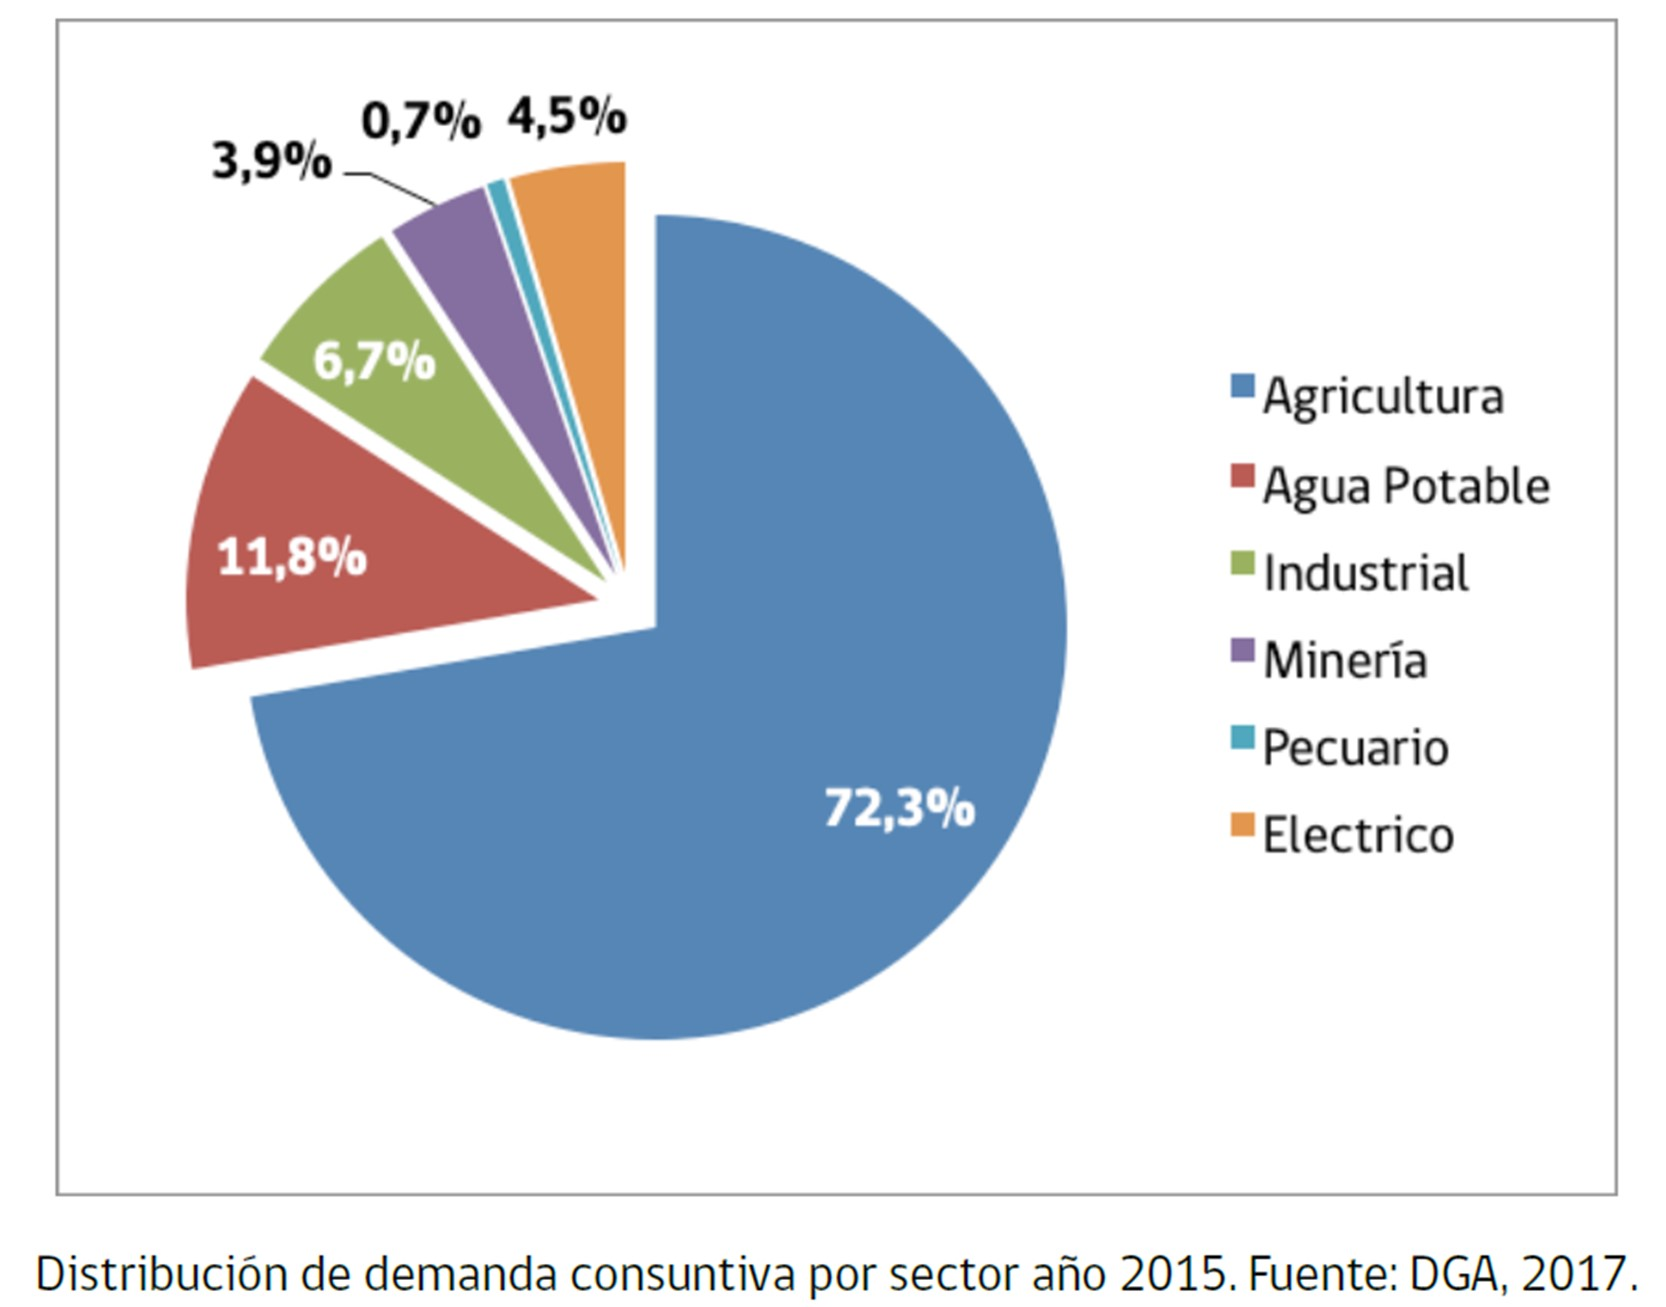 0,7% 4,5%
3,9%
6,7%
11,8%
72,3%
Agricultura
Agua Potable
Industrial
Minería
Pecuario
Electrico
Distribución de demanda consuntiva por sector año 2015. Fuente: DGA, 2017.